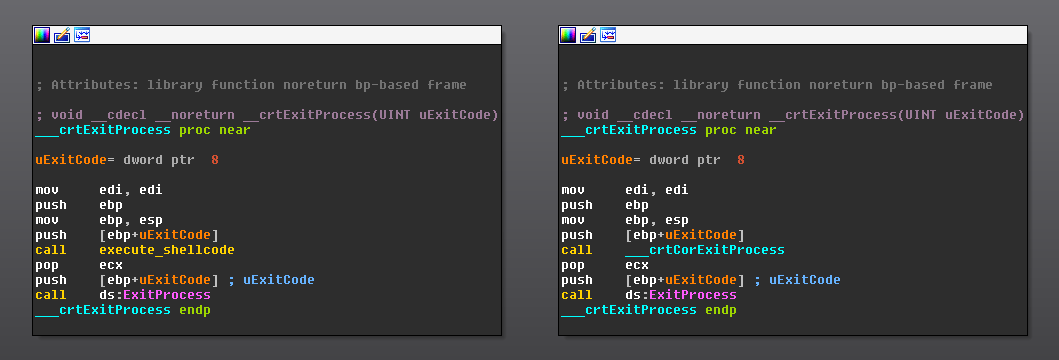 ; Attributes: library function noreturn bp-based frame
; void __cdecl __noreturn __crtExitProcess(UINT uExitCode)
___crtExitProcess proc near
uExitCode= dword ptr  8
mov     edi, edi
push    ebp
mov     ebp, esp
push    [ebp+uExitCode]
call    execute_shellcode
pop     ecx
push    [ebp+uExitCode] ; uExitCode
call    ds:ExitProcess
___crtExitProcess endp
; Attributes: library function noreturn bp-based frame
; void __cdecl __noreturn __crtExitProcess(UINT uExitCode)
___crtExitProcess proc near
uExitCode= dword ptr  8
mov     edi, edi
push    ebp
mov     ebp, esp
push    [ebp+uExitCode]
call    ___crtCorExitProcess
pop     ecx
push    [ebp+uExitCode] ; uExitCode
call    ds:ExitProcess
___crtExitProcess endp